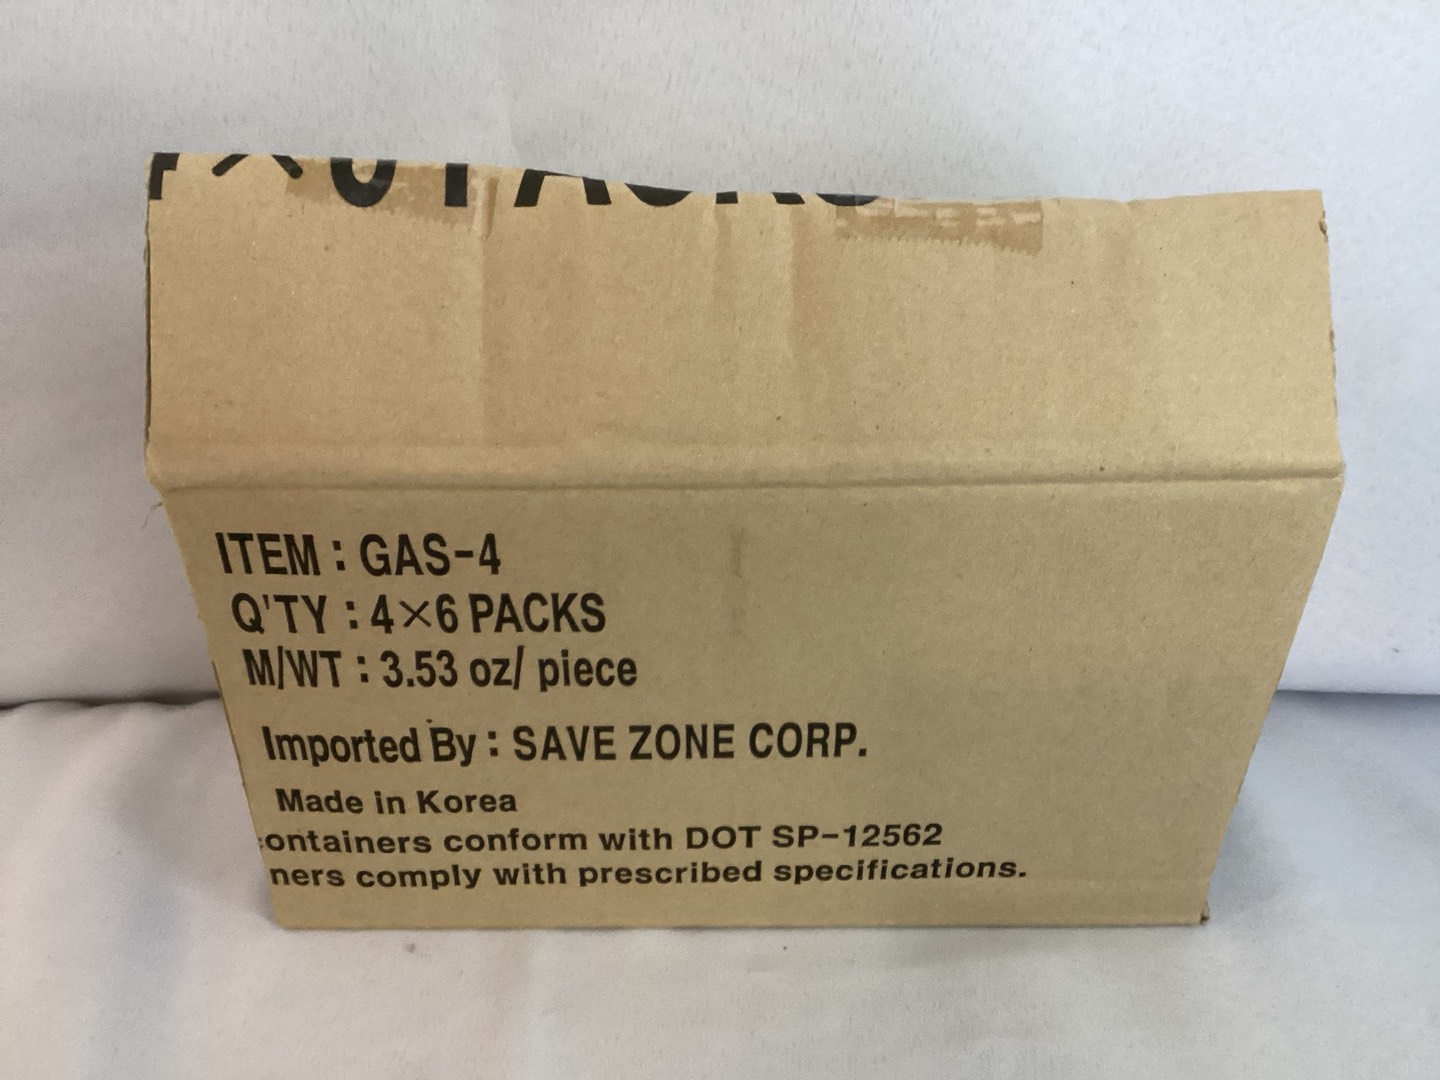 ITEM : GAS-4
Q'TY : 4×6 PACKS
M/WT : 3.53 oz/ piece
Imported By : SAVE ZONE CORP.
Made in Korea
ontainers conform with DOT SP-12562
ners comply with prescribed specifications.